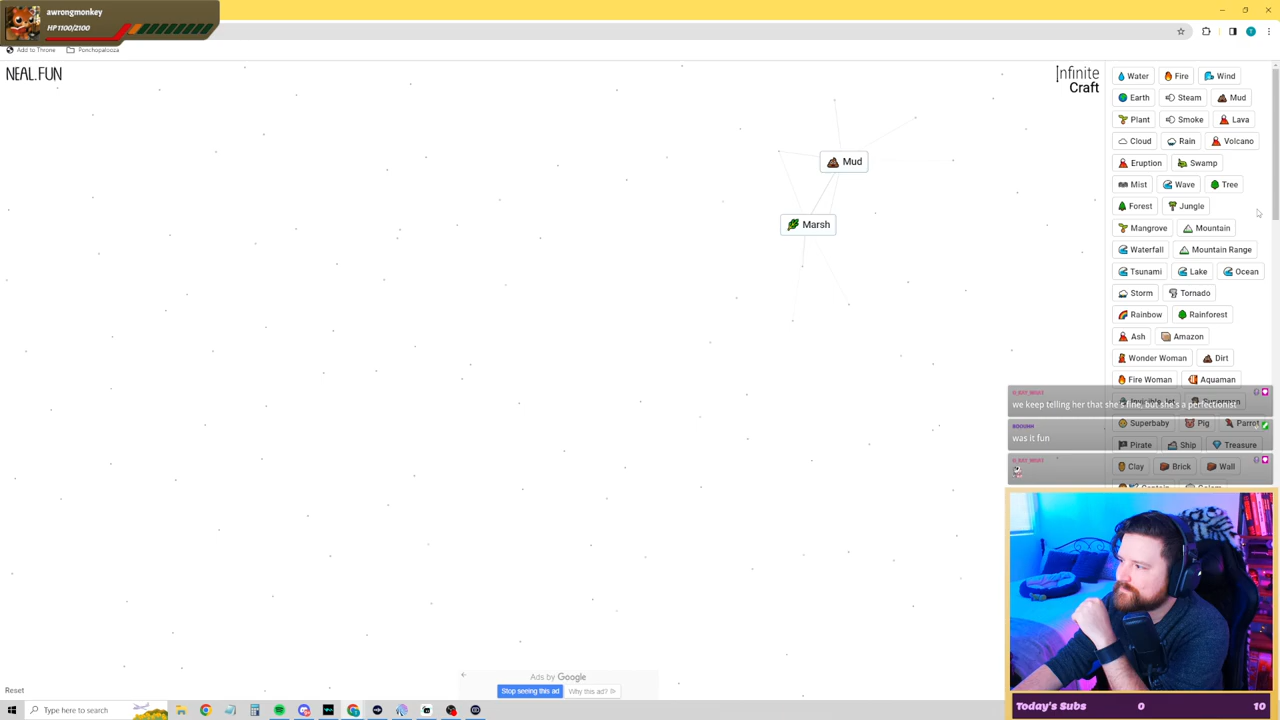 awrongmonkey
HP 1100/2100
Add to Throne
Ponchopalooza
NEAL.FUN
Infinite
Craft
Mud
Marsh
Water
Fire
Wind
Earth
Steam
Mud
Plant
Smoke
Lava
Cloud
Rain
Volcano
Eruption
Swamp
Mist
Wave
Tree
Forest
Jungle
Mangrove
Mountain
Waterfall
Mountain Range
Tsunami
Lake
Ocean
Storm
Tornado
Rainbow
Rainforest
Ash
Amazon
Wonder Woman
Dirt
Fire Woman
Aquaman
we keep telling her that she's fine, but she's a perfectionist
Superbaby
Pig
Parrot
was it fun
Pirate
Ship
Treasure
Clay
Brick
Wall
Ads by Google
Stop seeing this ad
Why this ad?
Reset
Type here to search
Today's Subs
0
10